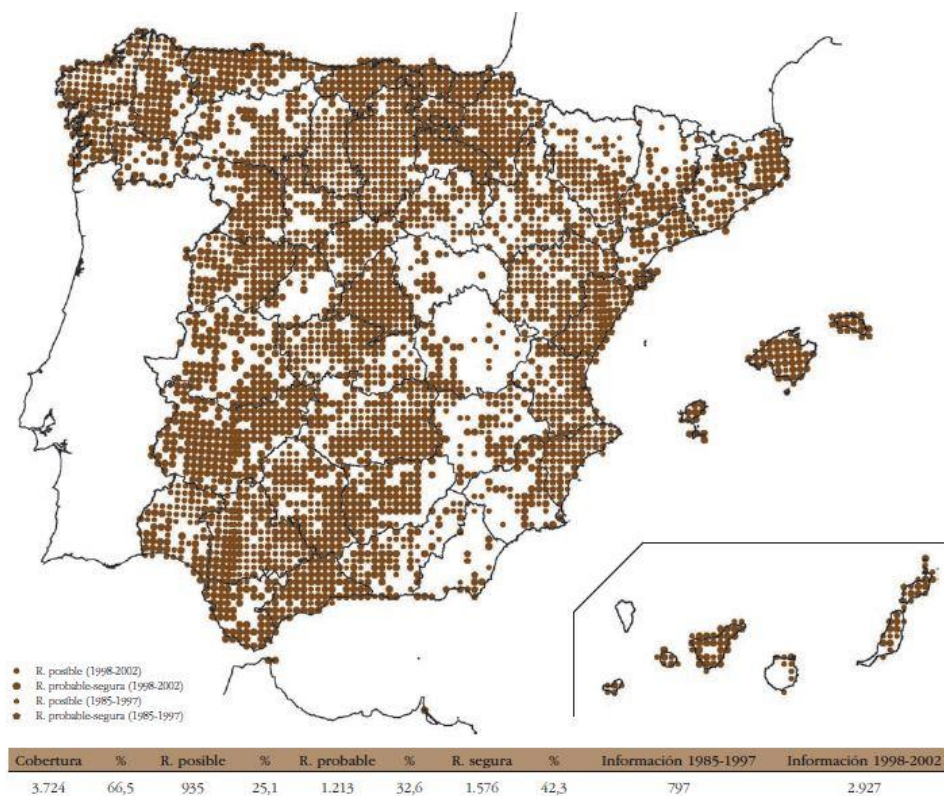 R. posible (1998-2002)
R. probable-segura (1998-2002)
R. posible (1985-1997)
R. probable-segura (1985-1997)
Cobertura % R. posible % R. probable % R. segura % Información 1985-1997 Información 1998-2002
3.724 66,5 935 25,1 1.213 32,6 1.576 42,3 797 2.927